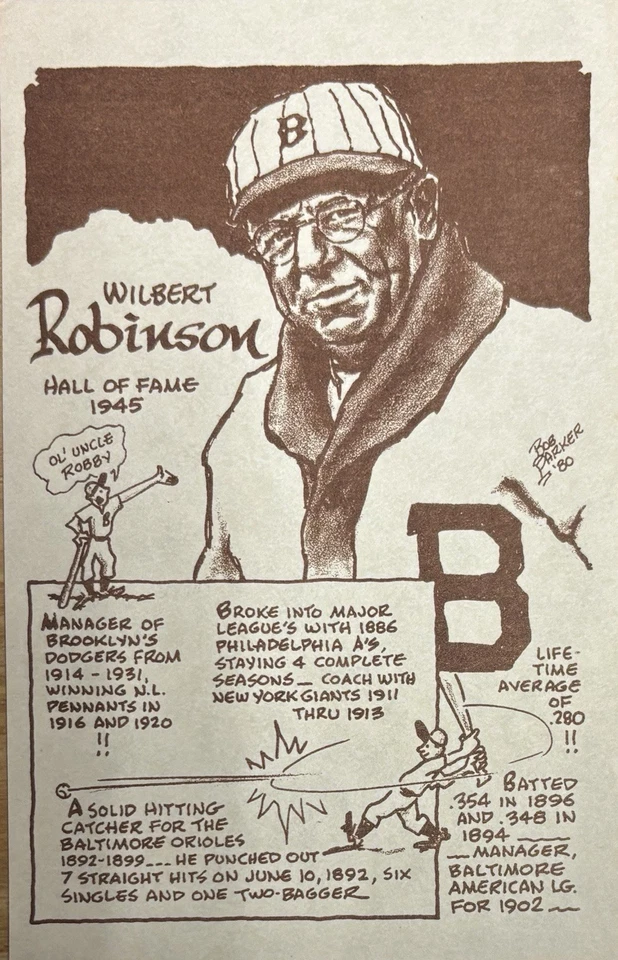 B
WILBERT
Robinson
HALL OF FAME
1945
OL' UNCLE
ROBBY
B
BOB
PARKER
'80
B
MANAGER OF
BROOKLYN'S
DODGERS FROM
1914 - 1931,
WINNING N.L.
PENNANTS IN
1916 AND 1920
!!
BROKE INTO MAJOR
LEAGUE'S WITH 1886
PHILADELPHIA A'S,
STAYING 4 COMPLETE
SEASONS _ COACH WITH
NEW YORK GIANTS 1911
THRU 1913
LIFE-
TIME
AVERAGE
OF
.280
!!
A SOLID HITTING
CATCHER FOR THE
BALTIMORE ORIOLES
1892-1899 ... HE PUNCHED OUT
7 STRAIGHT HITS ON JUNE 10, 1892, SIX
SINGLES AND ONE TWO-BAGGER
BATTED
.354 IN 1896
AND .348 IN
1894 ___
__ MANAGER,
BALTIMORE
AMERICAN LG.
FOR 1902 __